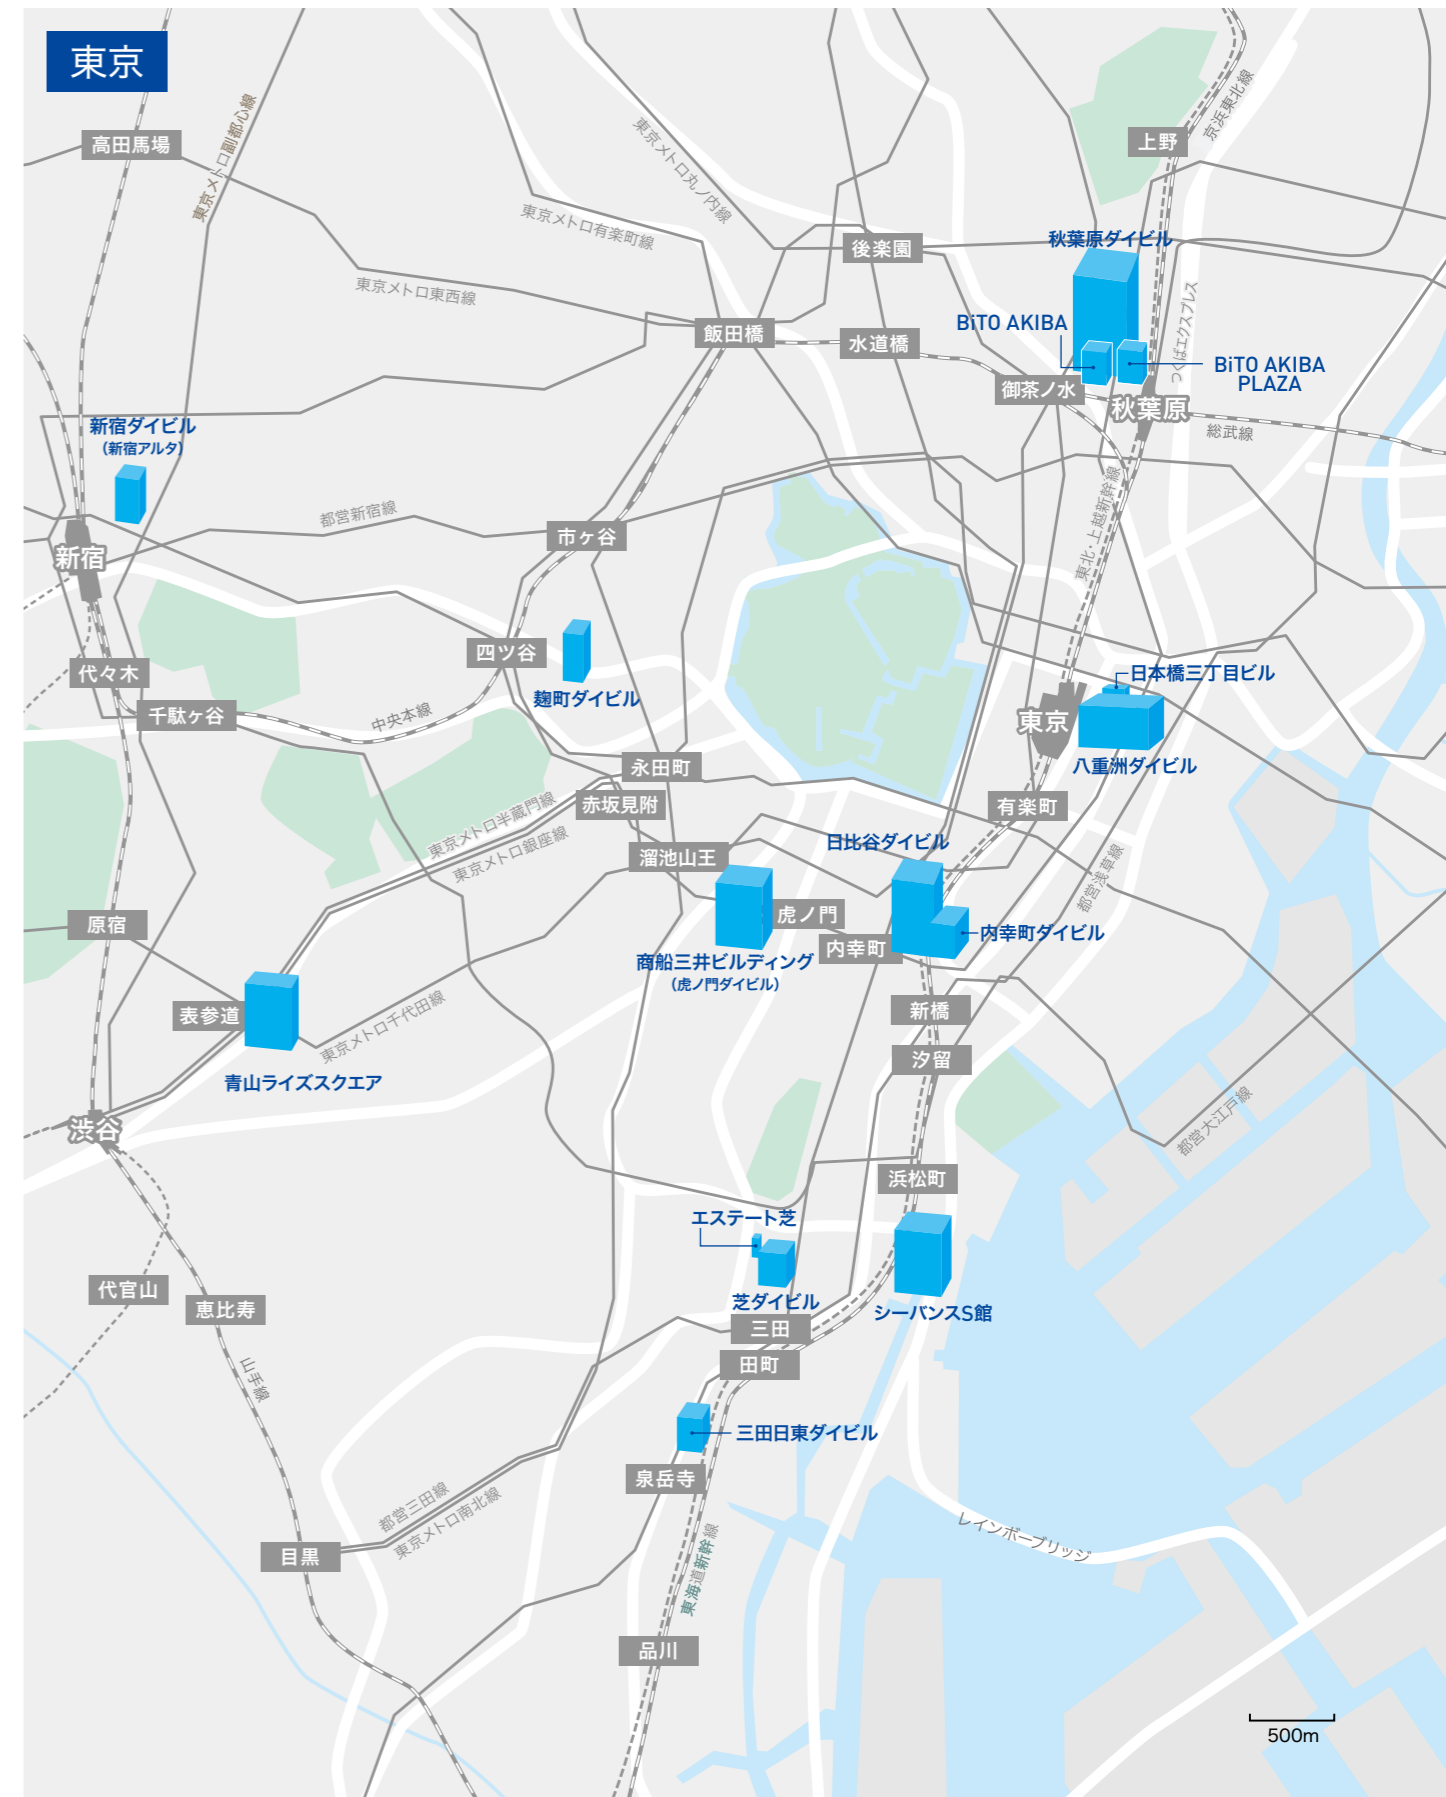 東京
高田馬場
東京メトロ副都心線
東京メトロ丸ノ内線
京浜東北線
上野
東京メトロ有楽町線
後楽園
秋葉原ダイビル
東京メトロ東西線
飯田橋
水道橋
BiTO AKIBA
つくばエクスプレス
BiTO AKIBA
PLAZA
御茶ノ水
秋葉原
総武線
新宿ダイビル
（新宿アルタ）
都営新宿線
市ヶ谷
東北・上越新幹線
新宿
四ツ谷
麹町ダイビル
代々木
千駄ヶ谷
中央本線
日本橋三丁目ビル
東京
八重洲ダイビル
永田町
赤坂見附
有楽町
東京メトロ半蔵門線
東京メトロ銀座線
溜池山王
日比谷ダイビル
都営浅草線
原宿
虎ノ門
内幸町
内幸町ダイビル
商船三井ビルディング
（虎ノ門ダイビル）
表参道
東京メトロ千代田線
新橋
汐留
青山ライズスクエア
渋谷
都営大江戸線
浜松町
エステート芝
代官山
恵比寿
芝ダイビル
シーバンスS館
三田
田町
山手線
三田日東ダイビル
泉岳寺
都営三田線
東京メトロ南北線
目黒
東海道新幹線
レインボーブリッジ
品川
500m